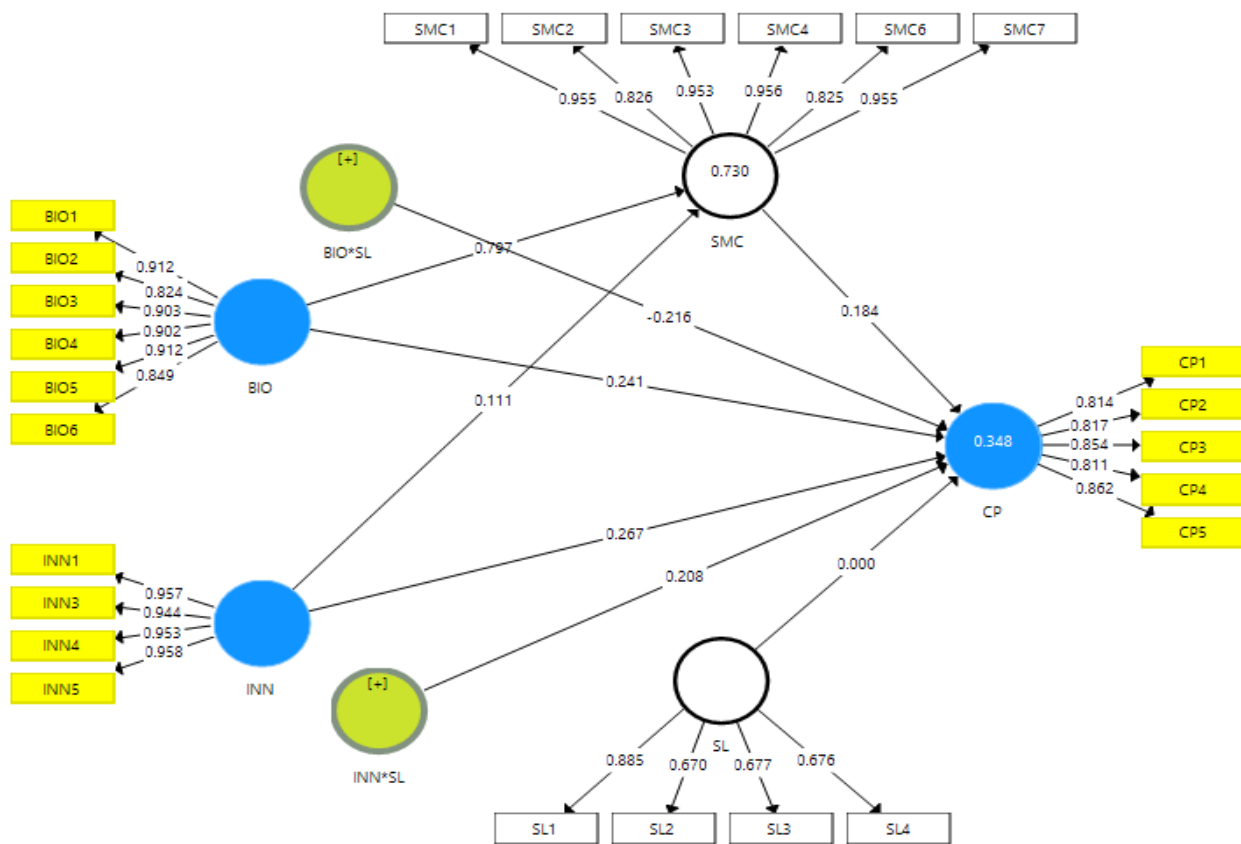 SMC1 SMC2 SMC3 SMC4 SMC6 SMC7
0.955 0.826 0.953 0.956 0.825 0.955
[+]
0.730
BIO*SL
SMC
BIO1
BIO2
BIO3
BIO4
BIO5
BIO6
0.912
0.824
0.903
0.902
0.912
0.849
BIO
0.797
-0.216
0.184
0.241
0.111
0.348
CP
CP1
CP2
CP3
CP4
CP5
0.814
0.817
0.854
0.811
0.862
INN1
INN3
INN4
INN5
0.957
0.944
0.953
0.958
INN
0.267
0.208
0.000
[+]
INN*SL
SL
0.885 0.670 0.677 0.676
SL1 SL2 SL3 SL4